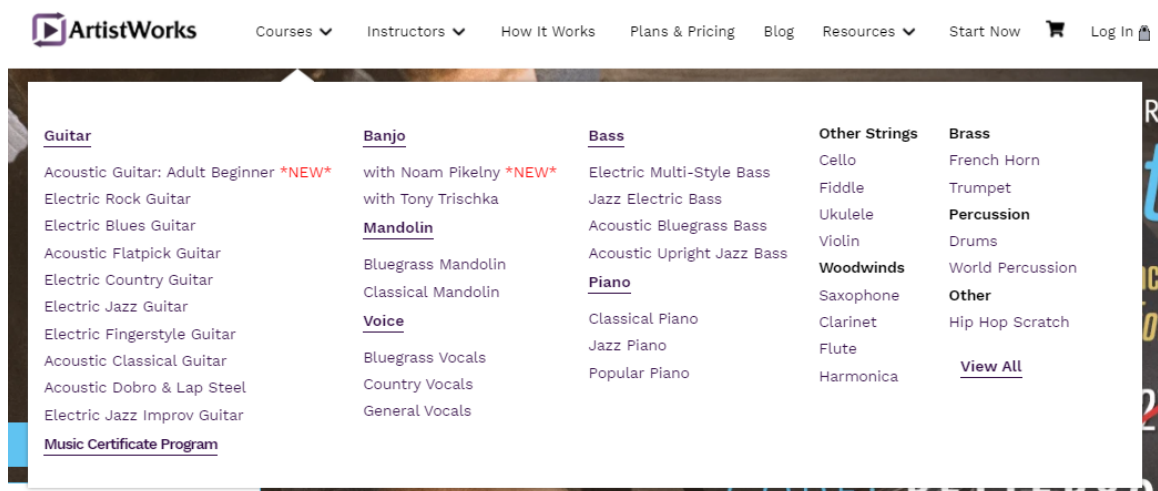 ArtistWorks
Courses
Instructors
How It Works
Plans & Pricing
Blog
Resources
Start Now
Log In
Guitar
Acoustic Guitar: Adult Beginner *NEW*
Electric Rock Guitar
Electric Blues Guitar
Acoustic Flatpick Guitar
Electric Country Guitar
Electric Jazz Guitar
Electric Fingerstyle Guitar
Acoustic Classical Guitar
Acoustic Dobro & Lap Steel
Electric Jazz Improv Guitar
Music Certificate Program
Banjo
with Noam Pikelny *NEW*
with Tony Trischka
Mandolin
Bluegrass Mandolin
Classical Mandolin
Voice
Bluegrass Vocals
Country Vocals
General Vocals
Bass
Electric Multi-Style Bass
Jazz Electric Bass
Acoustic Bluegrass Bass
Acoustic Upright Jazz Bass
Piano
Classical Piano
Jazz Piano
Popular Piano
Other Strings
Cello
Fiddle
Ukulele
Violin
Woodwinds
Saxophone
Clarinet
Flute
Harmonica
Brass
French Horn
Trumpet
Percussion
Drums
World Percussion
Other
Hip Hop Scratch
View All